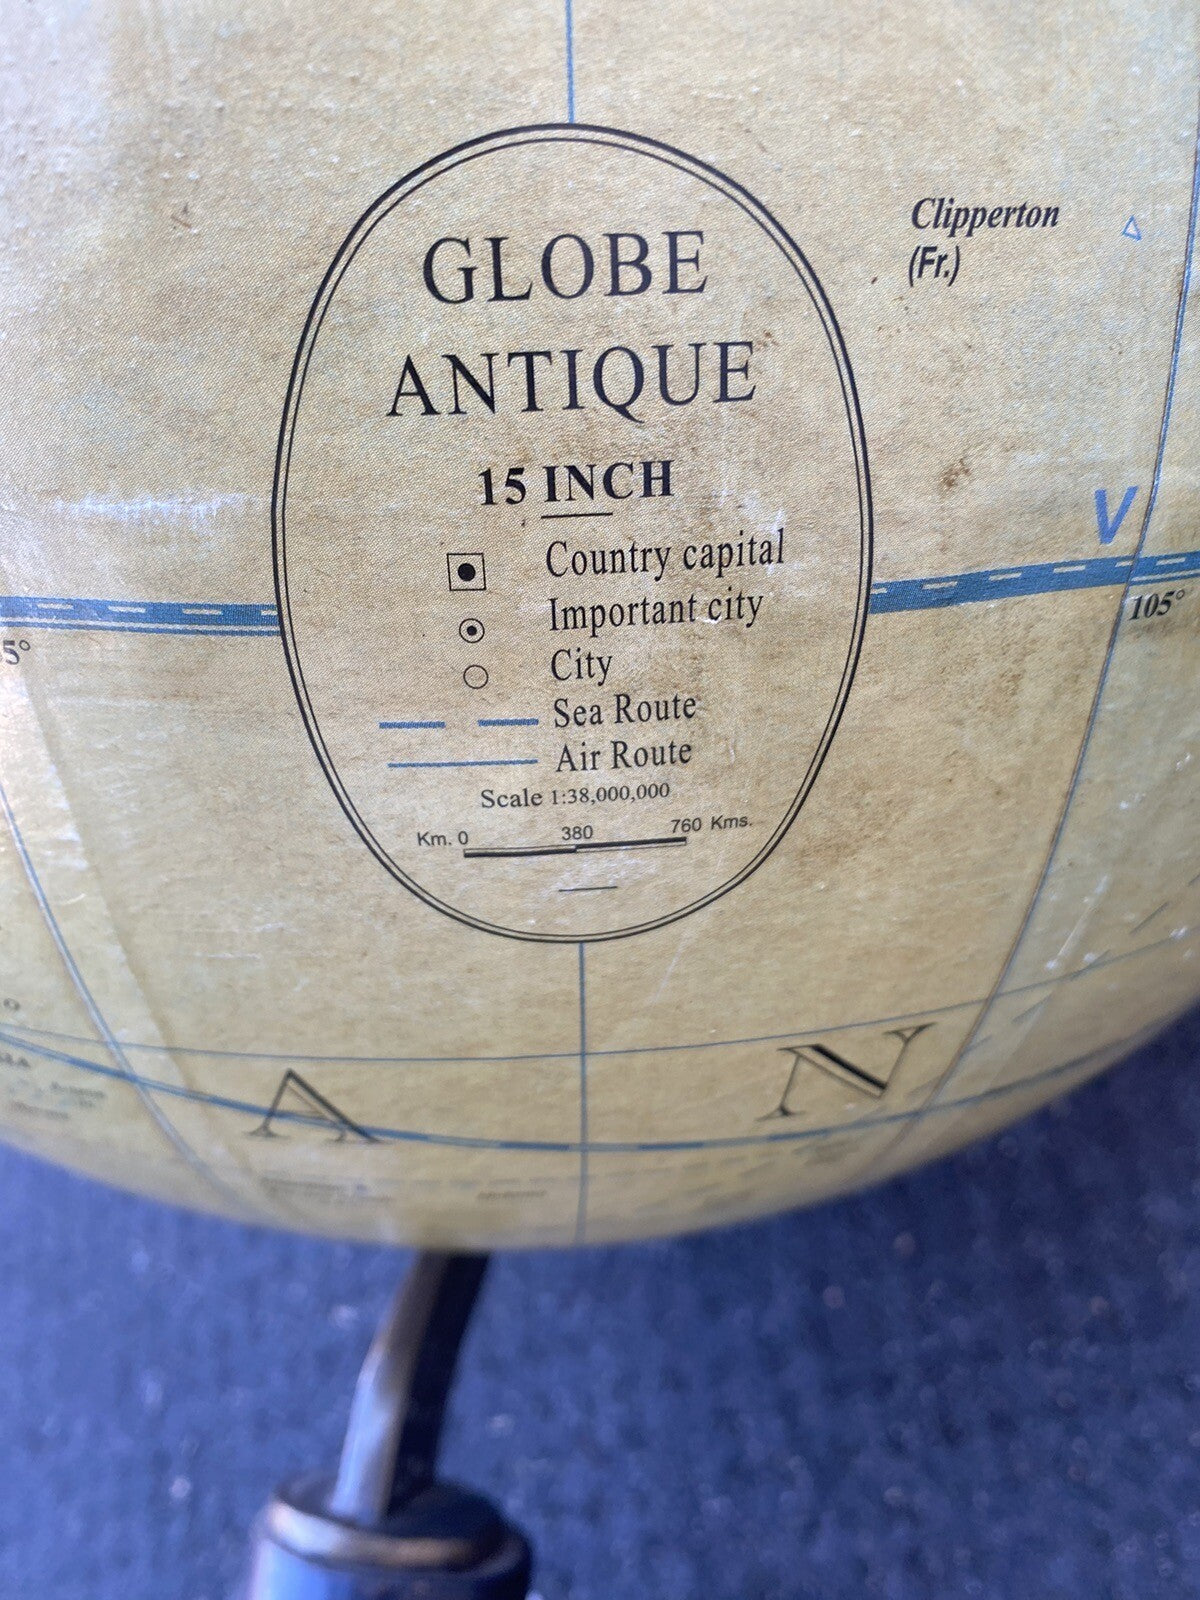 GLOBE
ANTIQUE
15 INCH
Country capital
Important city
City
Sea Route
Air Route
Scale 1:38,000,000
Km. 0 380 760 Kms.
Clipperton
(Fr.)
V
105°
5°
A N